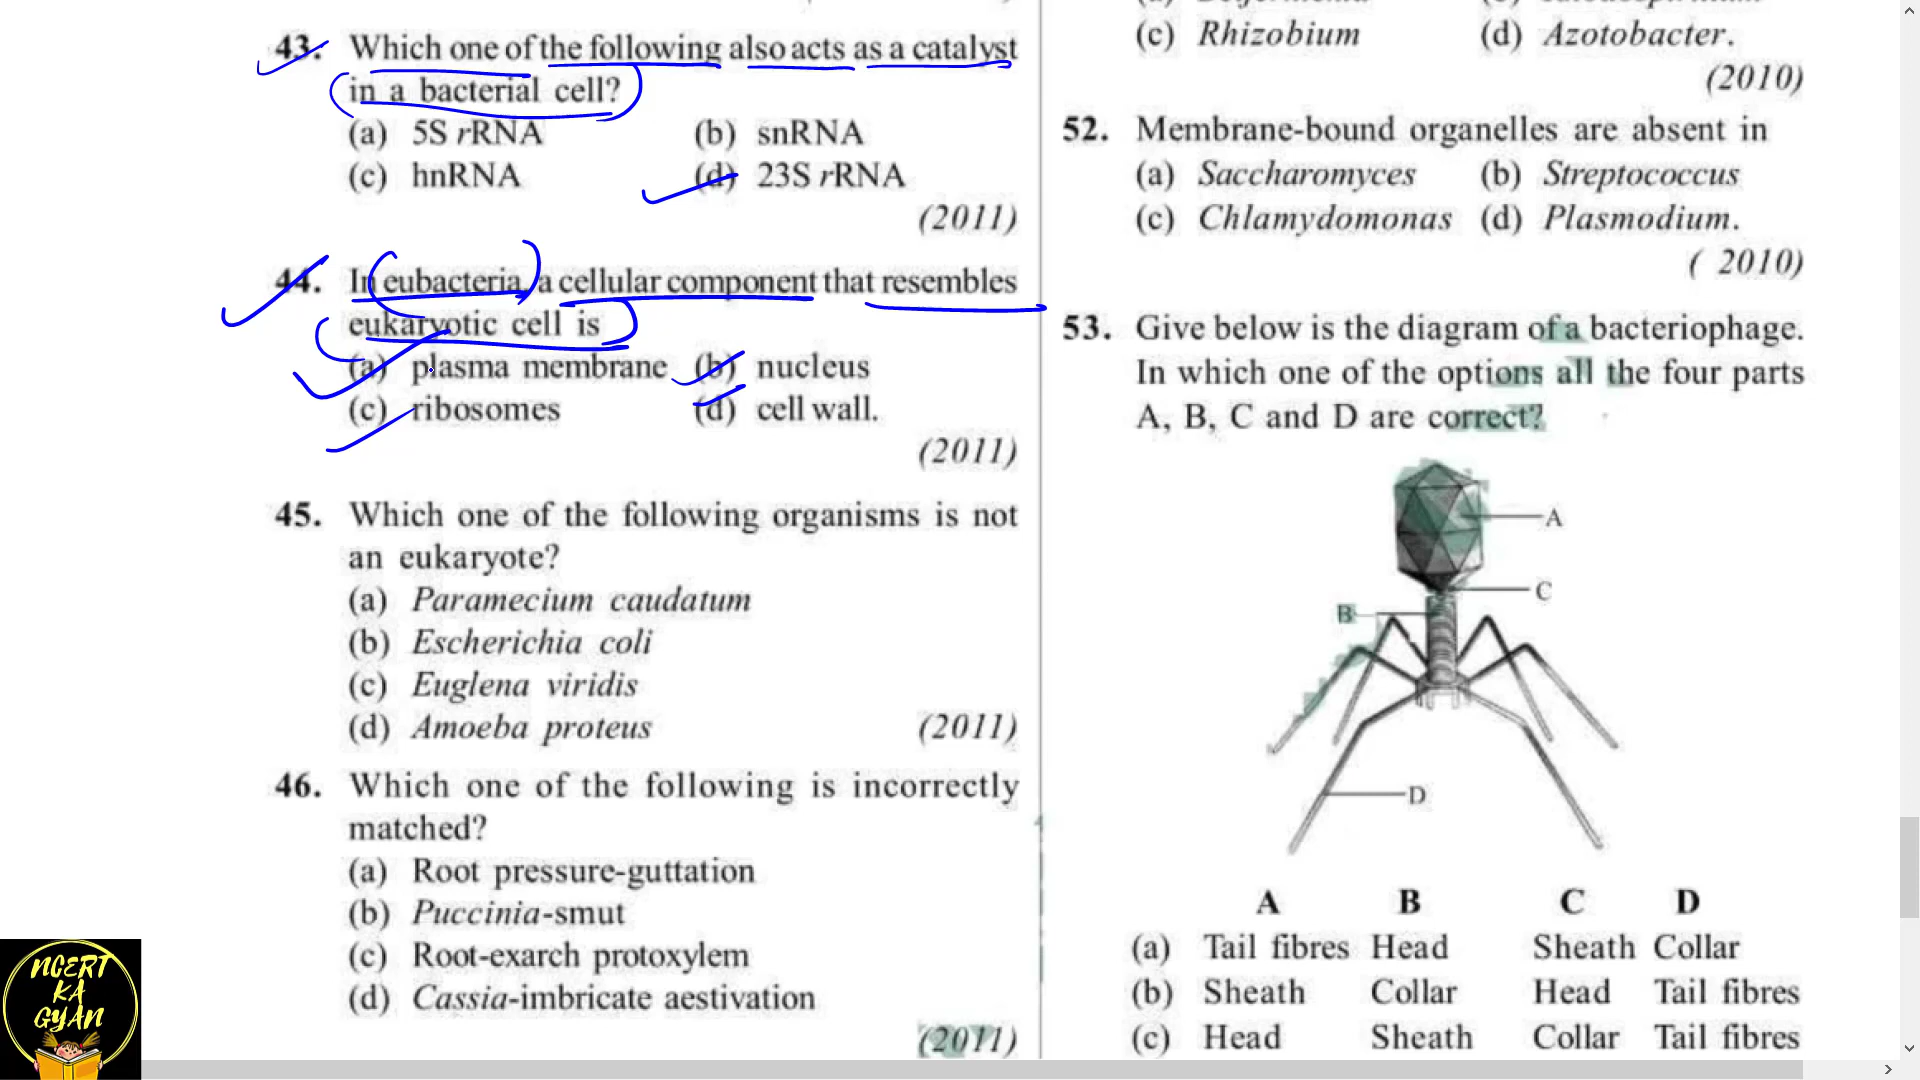 43. Which one of the following also acts as a catalyst
in a bacterial cell?
(a) 5S rRNA (b) snRNA
(c) hnRNA (d) 23S rRNA
(2011)
44. In eubacteria, a cellular component that resembles
eukaryotic cell is
(a) plasma membrane (b) nucleus
(c) ribosomes (d) cell wall.
(2011)
45. Which one of the following organisms is not
an eukaryote?
(a) Paramecium caudatum
(b) Escherichia coli
(c) Euglena viridis
(d) Amoeba proteus (2011)
46. Which one of the following is incorrectly
matched?
(a) Root pressure-guttation
(b) Puccinia-smut
(c) Root-exarch protoxylem
(d) Cassia-imbricate aestivation
(2011)
(c) Rhizobium (d) Azotobacter.
(2010)
52. Membrane-bound organelles are absent in
(a) Saccharomyces (b) Streptococcus
(c) Chlamydomonas (d) Plasmodium.
( 2010)
53. Give below is the diagram of a bacteriophage.
In which one of the options all the four parts
A, B, C and D are correct?
A
C
B
D
A B C D
(a) Tail fibres Head Sheath Collar
(b) Sheath Collar Head Tail fibres
(c) Head Sheath Collar Tail fibres
NCERT
KA
GYAN